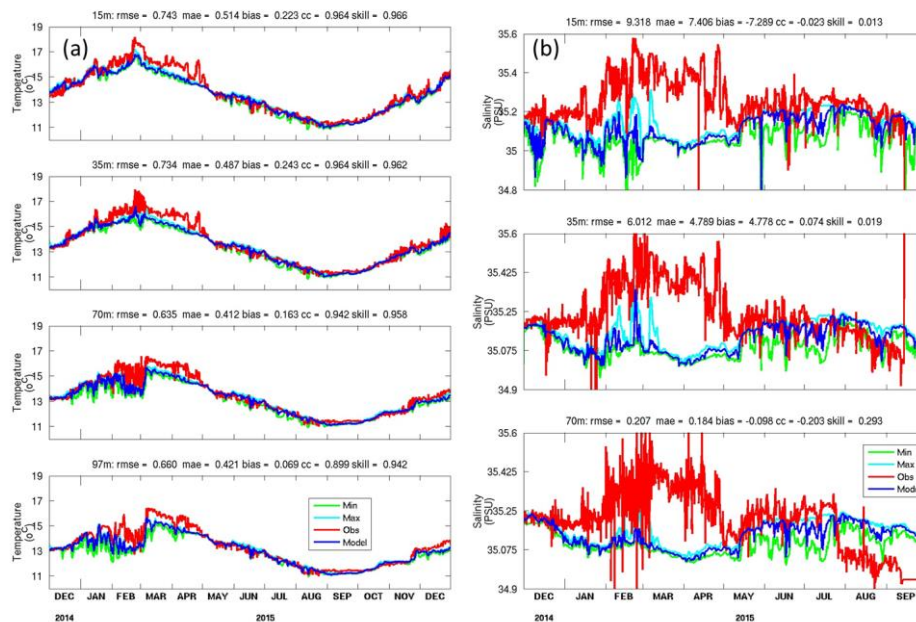 (a)
15m: rmse = 0.743 mae = 0.514 bias = 0.223 cc = 0.964 skill = 0.966
Temperature
(o^C)
19
17
15
13
11
35m: rmse = 0.734 mae = 0.487 bias = 0.243 cc = 0.964 skill = 0.962
Temperature
(o^C)
19
17
15
13
11
70m: rmse = 0.635 mae = 0.412 bias = 0.163 cc = 0.942 skill = 0.958
Temperature
(o^C)
19
17
15
13
11
97m: rmse = 0.660 mae = 0.421 bias = 0.069 cc = 0.899 skill = 0.942
Temperature
(o^C)
19
17
15
13
11
Min
Max
Obs
Model
DEC JAN FEB MAR APR MAY JUN JUL AUG SEP OCT NOV DEC
2014 2015
(b)
15m: rmse = 9.318 mae = 7.406 bias = -7.289 cc = -0.023 skill = 0.013
Salinity
(PSU)
35.6
35.4
35.2
35
34.8
35m: rmse = 6.012 mae = 4.789 bias = 4.778 cc = 0.074 skill = 0.019
Salinity
(PSU)
35.6
35.425
35.25
35.075
34.9
70m: rmse = 0.207 mae = 0.184 bias = -0.098 cc = -0.203 skill = 0.293
Salinity
(PSU)
35.6
35.425
35.25
35.075
34.9
Min
Max
Obs
Mode
DEC JAN FEB MAR APR MAY JUN JUL AUG SEP
2014 2015